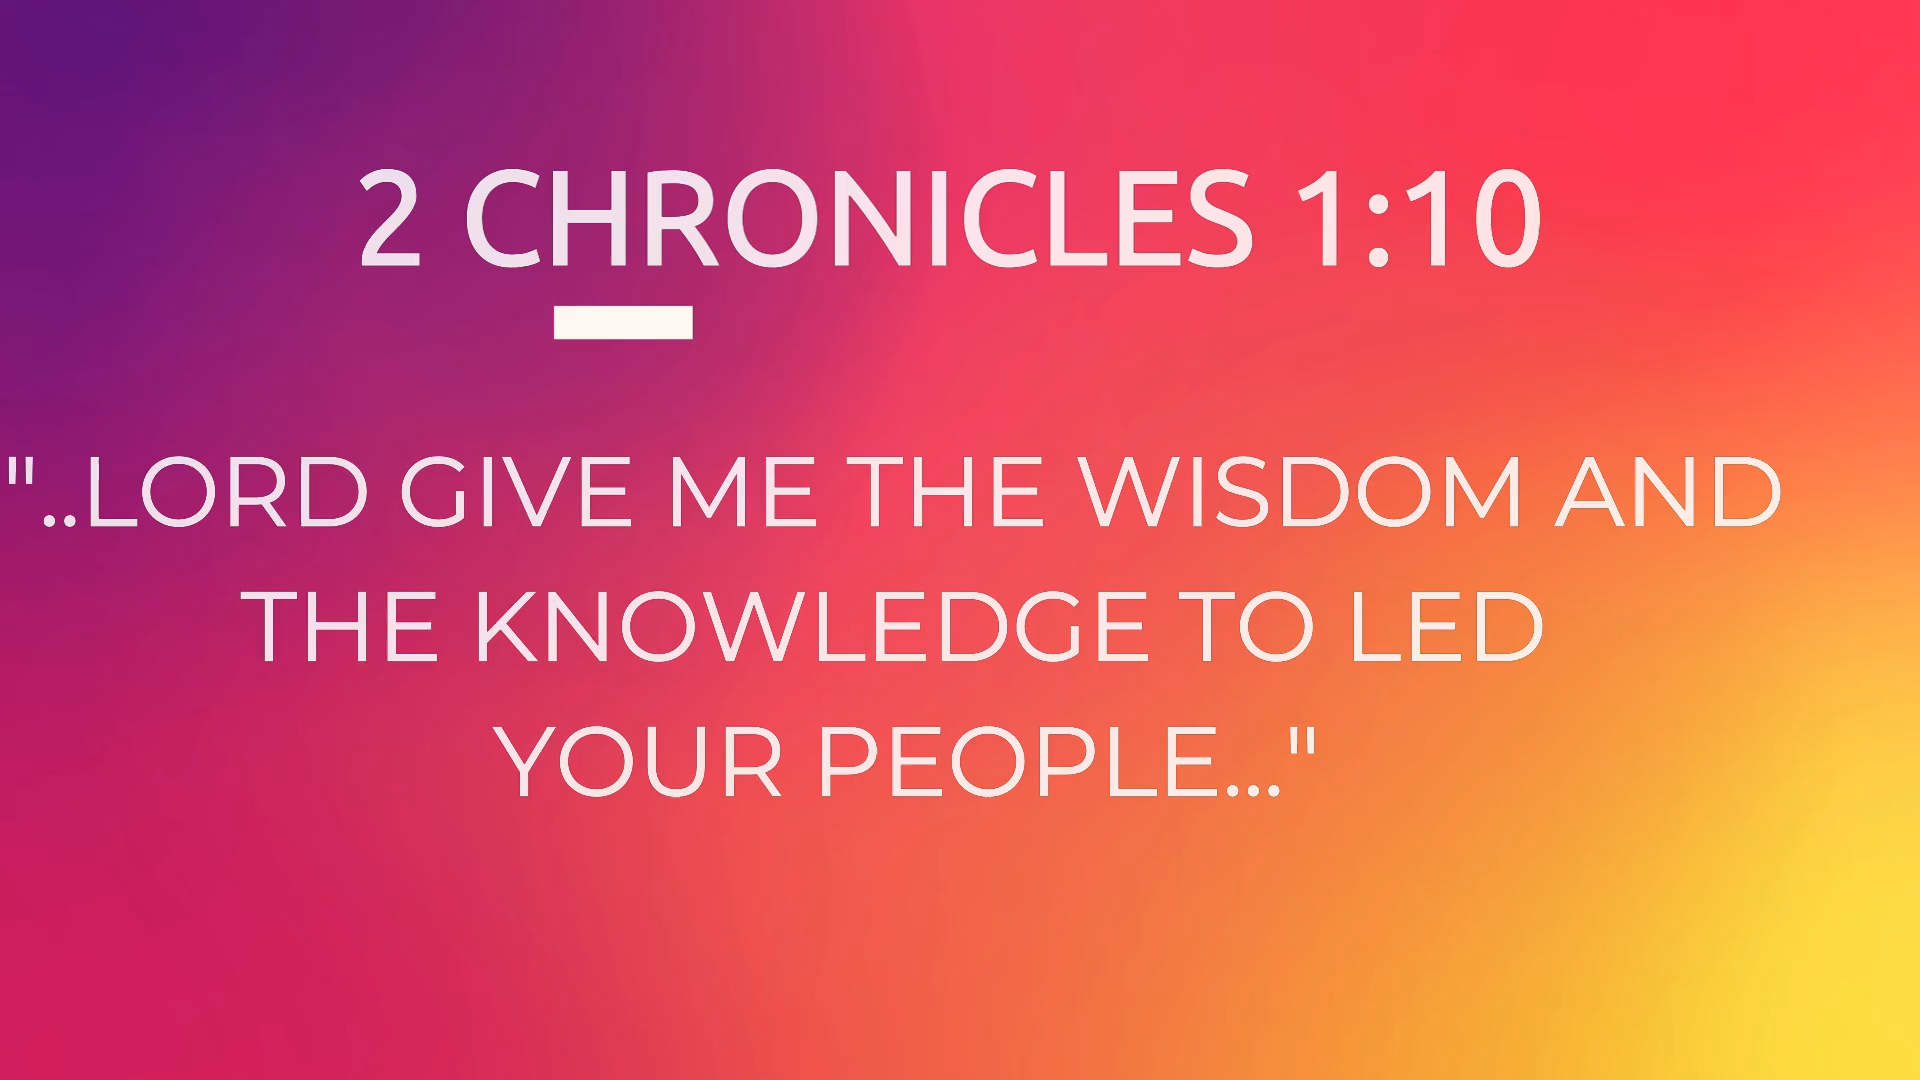 2 CHRONICLES 1:10
"..LORD GIVE ME THE WISDOM AND
THE KNOWLEDGE TO LED
YOUR PEOPLE..."